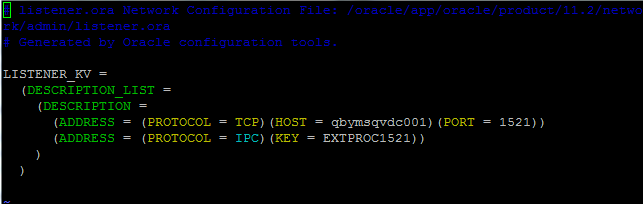 # listener.ora Network Configuration File: /oracle/app/oracle/product/11.2/netwo
rk/admin/listener.ora
# Generated by Oracle configuration tools.
LISTENER_KV =
(DESCRIPTION_LIST =
(DESCRIPTION =
(ADDRESS = (PROTOCOL = TCP)(HOST = qbymsqvdc001)(PORT = 1521))
(ADDRESS = (PROTOCOL = IPC)(KEY = EXTPROC1521))
)
)
~